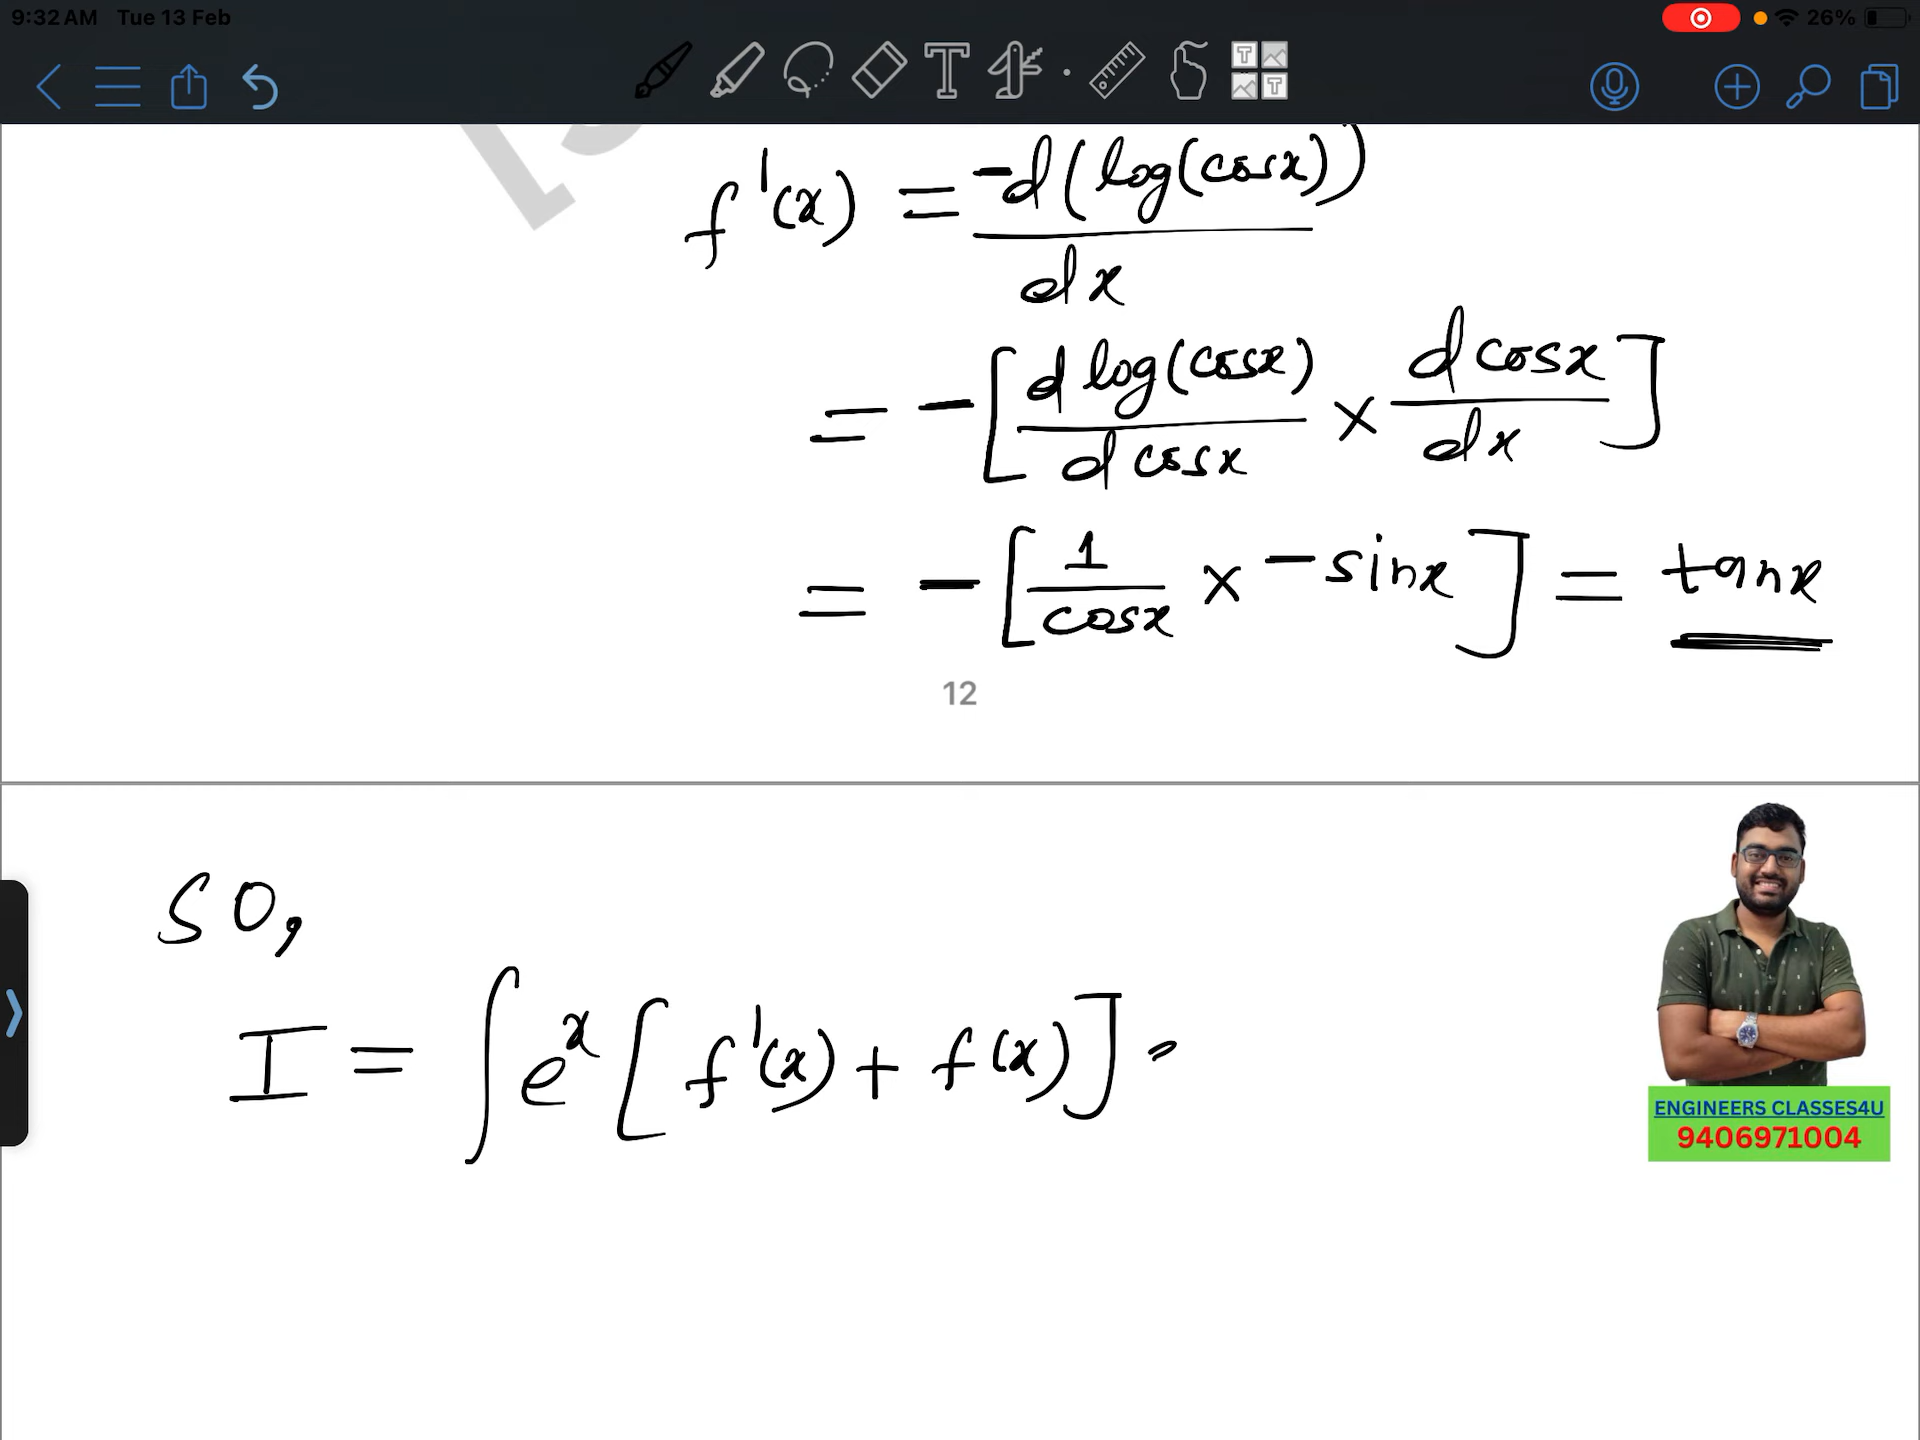 9:32 AM Tue 13 Feb
26%
f'(x) = -d(log(cosx))/dx
= -[d log(cosx)/d cosx × d cosx/dx]
= -[1/cosx × -sinx] = tanx
12
SO,
I = ∫e^x [f'(x) + f(x)]
ENGINEERS CLASSES4U
9406971004